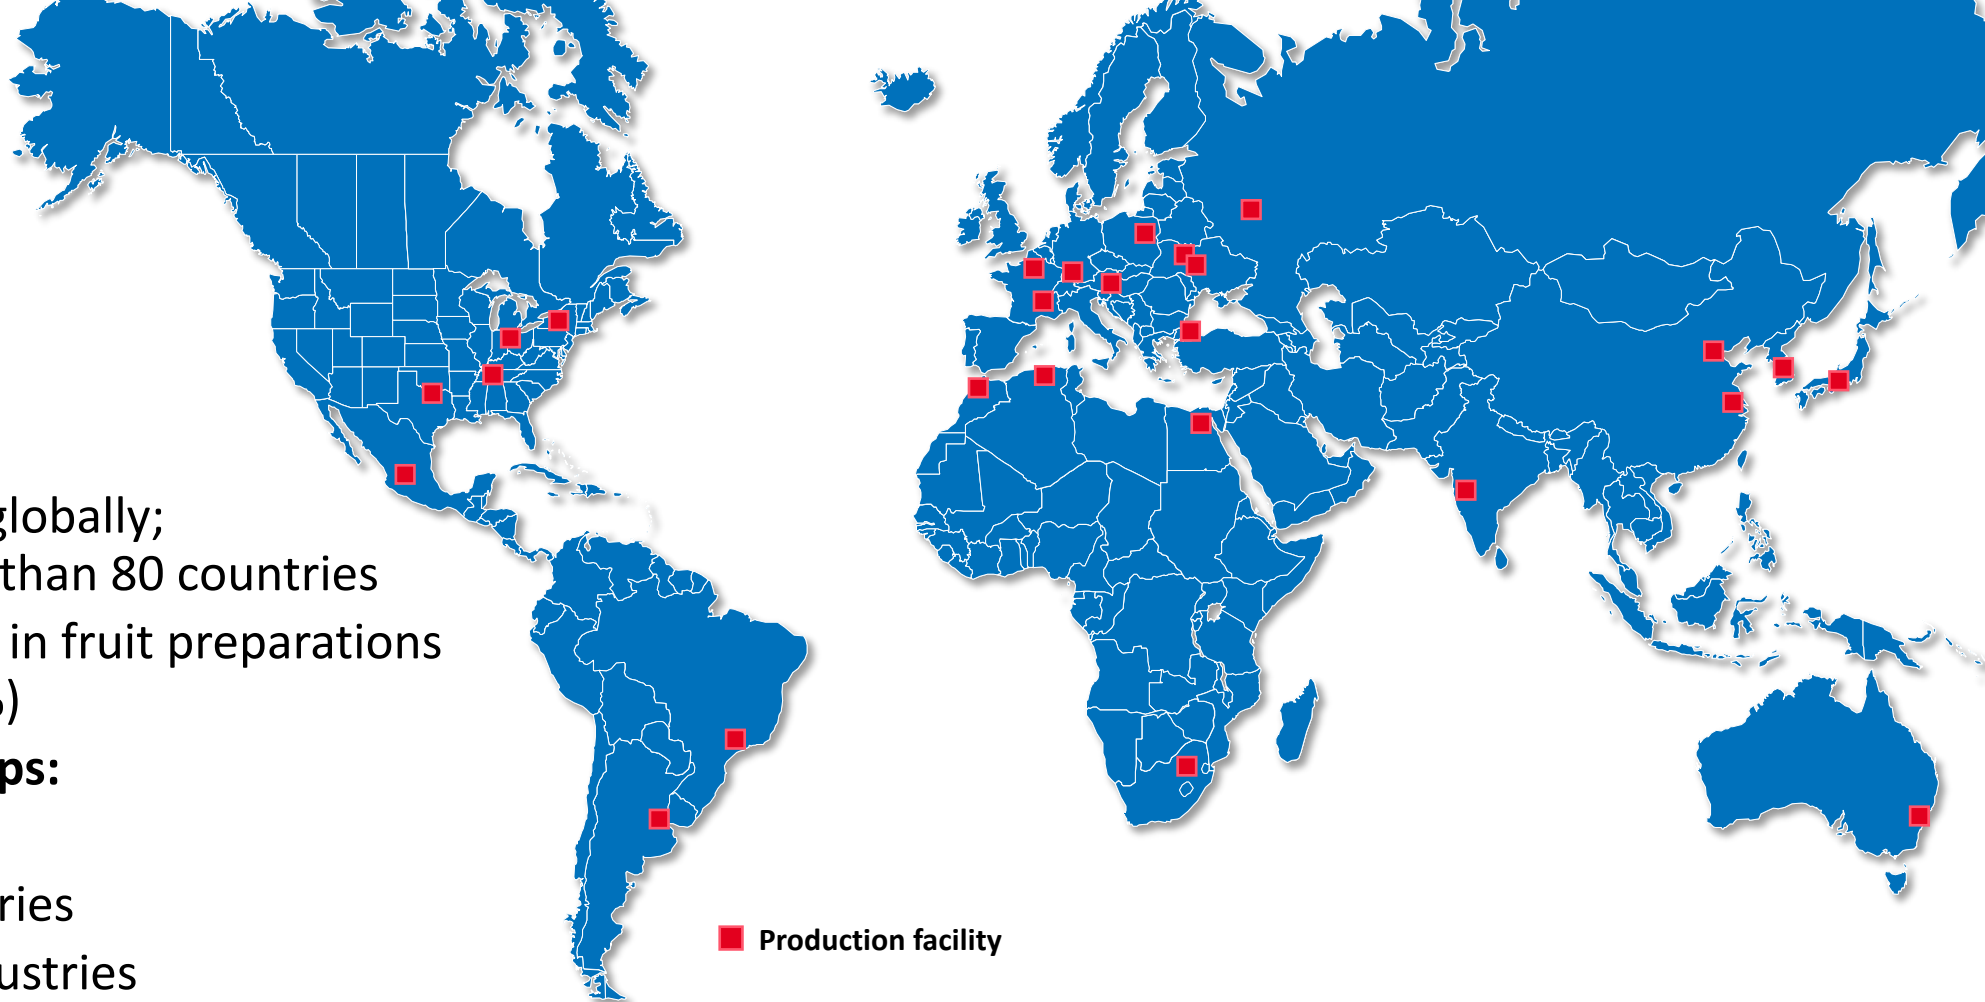 globally;
than 80 countries
in fruit preparations
)
ps:
ries
ustries
Production facility